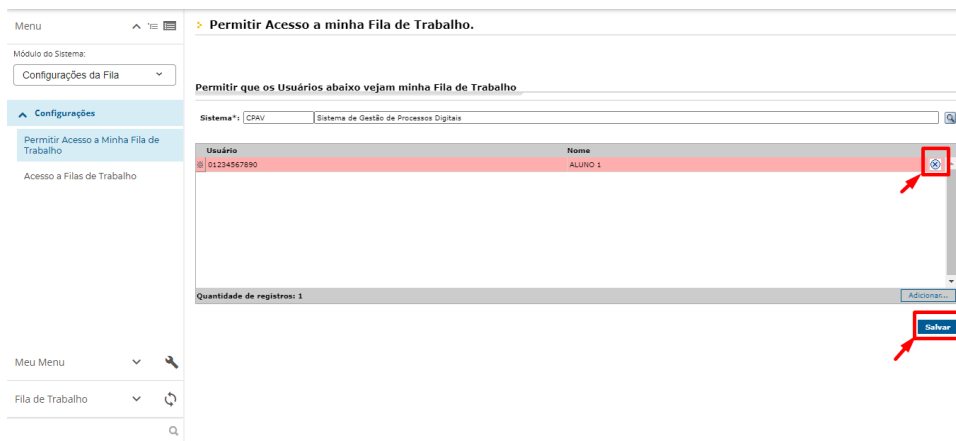 Menu
Módulo do Sistema:
Configurações da Fila
Configurações
Permitir Acesso a Minha Fila de
Trabalho
Acesso a Filas de Trabalho
Meu Menu
Fila de Trabalho
Permitir Acesso a minha Fila de Trabalho.
Permitir que os Usuários abaixo vejam minha Fila de Trabalho
Sistema*: CPAV Sistema de Gestão de Processos Digitais
Usuário Nome
01234567890 ALUNO 1
Quantidade de registros: 1 Adicionar...
Salvar